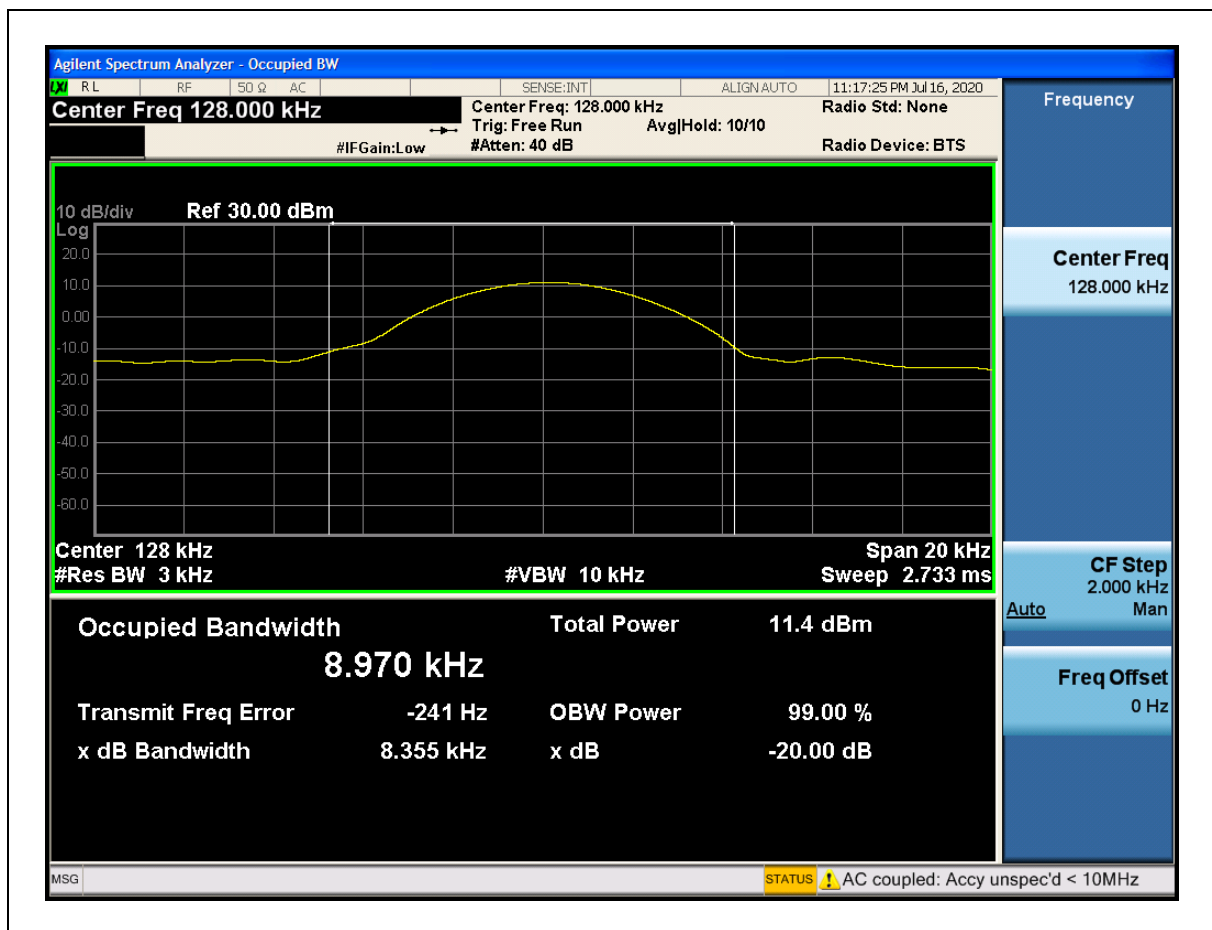 Agilent Spectrum Analyzer - Occupied BW
LXI RL RF 50 Ω AC SENSE:INT ALIGNAUTO 11:17:25 PM Jul 16, 2020
Center Freq 128.000 kHz
Center Freq: 128.000 kHz
Radio Std: None
Trig: Free Run Avg|Hold: 10/10
#IFGain:Low
#Atten: 40 dB
Radio Device: BTS
10 dB/div Ref 30.00 dBm
Log
20.0
10.0
0.00
-10.0
-20.0
-30.0
-40.0
-50.0
-60.0
Center 128 kHz Span 20 kHz
#Res BW 3 kHz #VBW 10 kHz Sweep 2.733 ms
Occupied Bandwidth Total Power 11.4 dBm
8.970 kHz
Transmit Freq Error -241 Hz OBW Power 99.00 %
x dB Bandwidth 8.355 kHz x dB -20.00 dB
Frequency
Center Freq
128.000 kHz
CF Step
2.000 kHz
Auto Man
Freq Offset
0 Hz
MSG STATUS AC coupled: Accy unspec'd < 10MHz